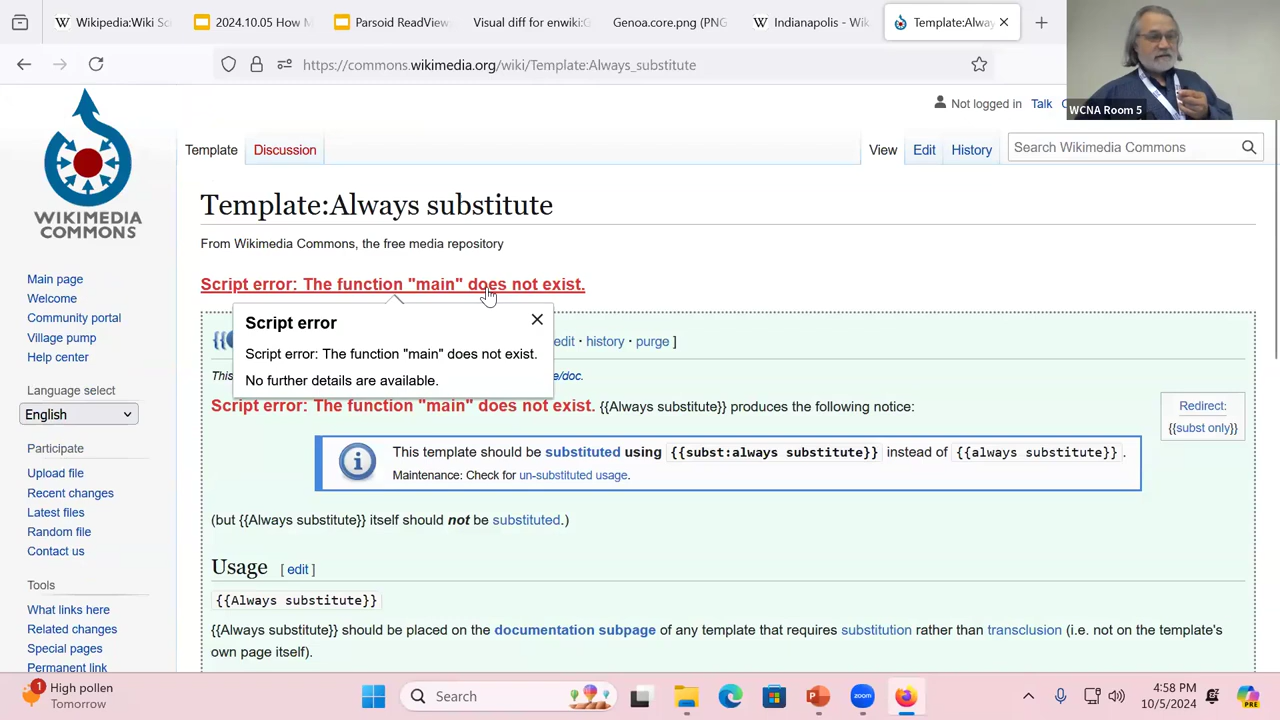 Wikipedia:Wiki Sc
2024.10.05 How M
Parsoid ReadView
Visual diff for enwiki:Q
Genoa.core.png (PNG
Indianapolis - Wik
Template:Alway
https://commons.wikimedia.org/wiki/Template:Always_substitute
WCNA Room 5
WIKIMEDIA
COMMONS
Not logged in Talk
Template Discussion View Edit History Search Wikimedia Commons
Template:Always substitute
From Wikimedia Commons, the free media repository
Script error: The function "main" does not exist.
Script error
Script error: The function "main" does not exist.
No further details are available.
edit · history · purge ]
This
e/doc.
Script error: The function "main" does not exist. {{Always substitute}} produces the following notice:
Redirect:
{{subst only}}
This template should be substituted using {{subst:always substitute}} instead of {{always substitute}}.
Maintenance: Check for un-substituted usage.
(but {{Always substitute}} itself should not be substituted.)
Usage [ edit ]
{{Always substitute}}
{{Always substitute}} should be placed on the documentation subpage of any template that requires substitution rather than transclusion (i.e. not on the template's
own page itself).
Main page
Welcome
Community portal
Village pump
Help center
Language select
English
Participate
Upload file
Recent changes
Latest files
Random file
Contact us
Tools
What links here
Related changes
Special pages
Permanent link
1
High pollen
Tomorrow
Search
zoom
4:58 PM
10/5/2024
PRE